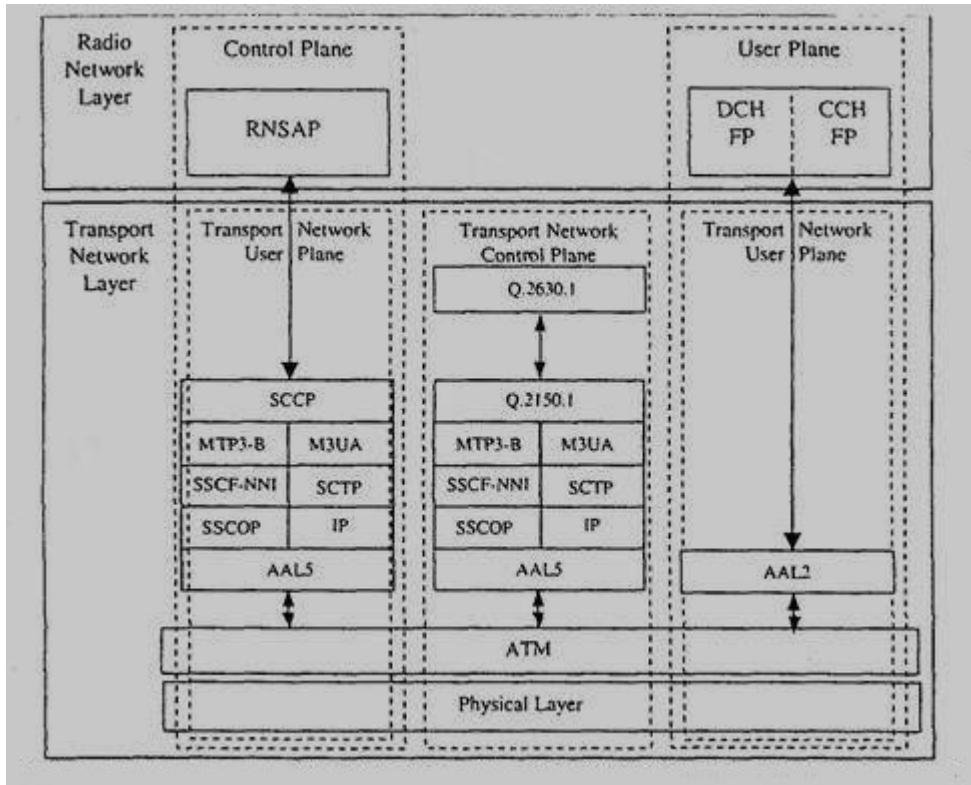 Radio
Network
Layer
Control Plane
User Plane
RNSAP
DCH
FP
CCH
FP
Transport
Network
Layer
Transport Network
User Plane
Transport Network
Control Plane
Transport Network
User Plane
Q.2630.1
SCCP
MTP3-B
M3UA
SSCF-NNI
SCTP
SSCOP
IP
AAL5
Q.2150.1
MTP3-B
M3UA
SSCF-NNI
SCTP
SSCOP
IP
AAL5
AAL2
ATM
Physical Layer